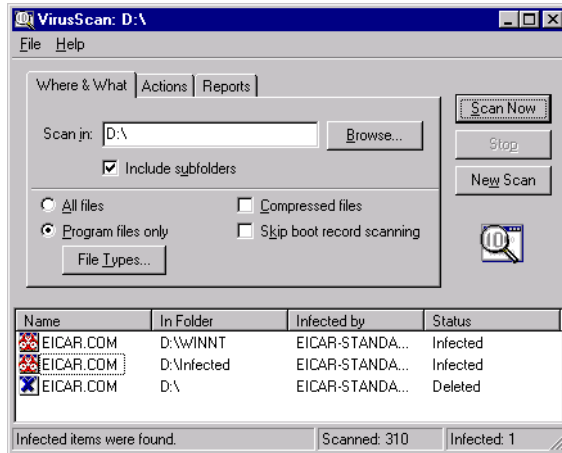 VirusScan: D:\
File Help
Where & What Actions Reports
Scan in: D:\ Browse...
Include subfolders
All files Compressed files
Program files only Skip boot record scanning
File Types...
Scan Now
Stop
New Scan
Name In Folder Infected by Status
EICAR.COM D:\WINNT EICAR-STANDA... Infected
EICAR.COM D:\Infected EICAR-STANDA... Infected
EICAR.COM D:\ EICAR-STANDA... Deleted
Infected items were found. Scanned: 310 Infected: 1